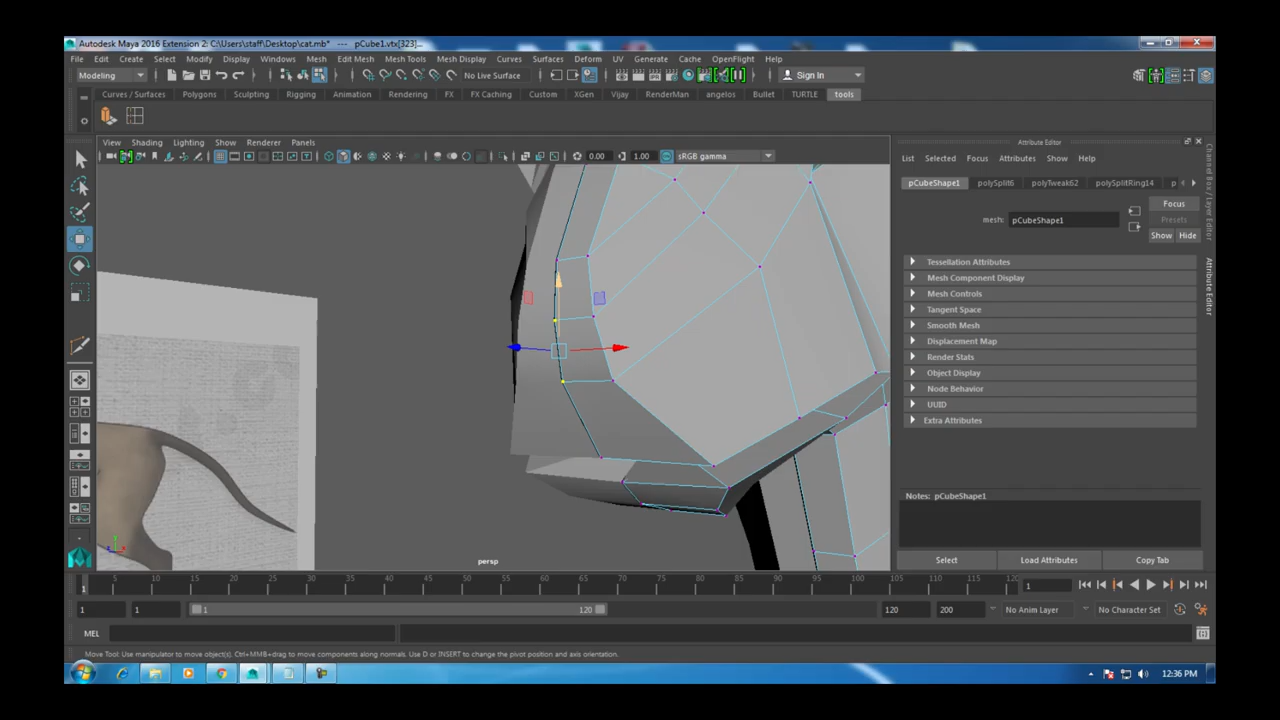 Autodesk Maya 2016 Extension 2: C:\Users\staff\Desktop\cat.mb* --- pCube1.vtx[323]...
File Edit Create Select Modify Display Windows Mesh Edit Mesh Mesh Tools Mesh Display Curves Surfaces Deform UV Generate Cache OpenFlight Help
Modeling No Live Surface Sign In
Curves / Surfaces Polygons Sculpting Rigging Animation Rendering FX FX Caching Custom XGen Vijay RenderMan angelos Bullet TURTLE tools
View Shading Lighting Show Renderer Panels
0.00 1.00 sRGB gamma
Attribute Editor
List Selected Focus Attributes Show Help
pCubeShape1 polySplit6 polyTweak62 polySplitRing14 p
mesh: pCubeShape1
Focus
Presets
Show Hide
Tessellation Attributes
Mesh Component Display
Mesh Controls
Tangent Space
Smooth Mesh
Displacement Map
Render Stats
Object Display
Node Behavior
UUID
Extra Attributes
Notes: pCubeShape1
Select Load Attributes Copy Tab
Channel Box / Layer Editor
Attribute Editor
persp
5 10 15 20 25 30 35 40 45 50 55 60 65 70 75 80 85 90 95 100 105 110 115 120
1 1
1 1 1 120 120 200 No Anim Layer No Character Set
MEL
Move Tool: Use manipulator to move object(s). Ctrl+MMB+drag to move components along normals. Use D or INSERT to change the pivot position and axis orientation.
12:36 PM